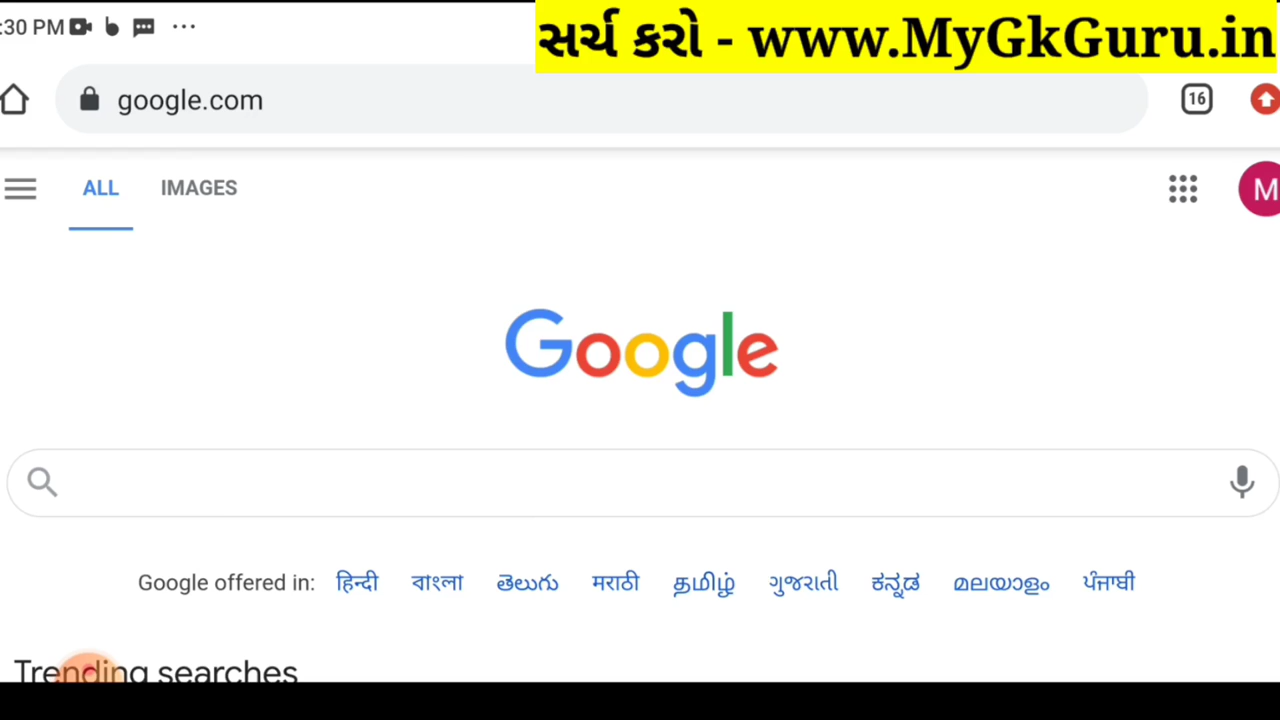 :30 PM
સર્ચ કરો - www.MyGkGuru.in
google.com
16
ALL IMAGES
M
Google
Google offered in: हिन्दी বাংলা తెలుగు मराठी தமிழ் ગુજરાતી ಕನ್ನಡ മലയാളം ਪੰਜਾਬੀ
Trending searches